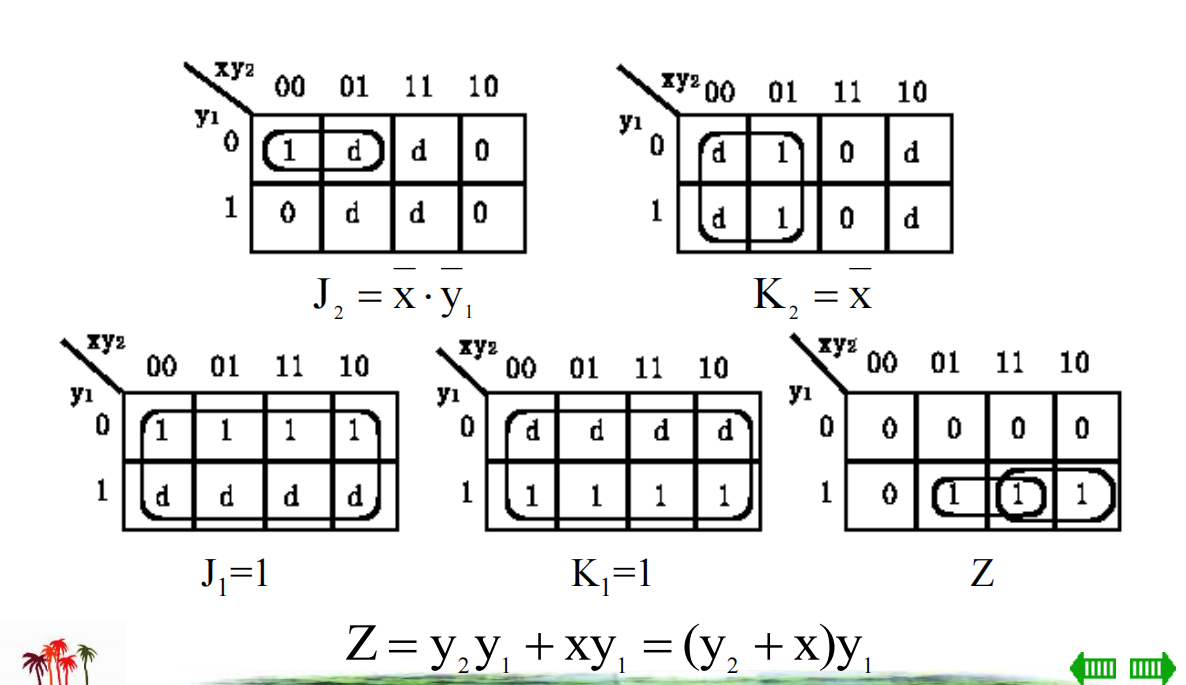 xy₂ 00 01 11 10
y₁ 0 1 d d 0
1 0 d d 0
J₂ = x̅ · y̅₁
xy₂ 00 01 11 10
y₁ 0 d 1 0 d
1 d 1 0 d
K₂ = x̅
xy₂ 00 01 11 10
y₁ 0 1 1 1 1
1 d d d d
J₁=1
xy₂ 00 01 11 10
y₁ 0 d d d d
1 1 1 1 1
K₁=1
xy₂ 00 01 11 10
y₁ 0 0 0 0 0
1 0 1 1 1
Z
Z = y₂y₁ + xy₁ = (y₂ + x)y₁